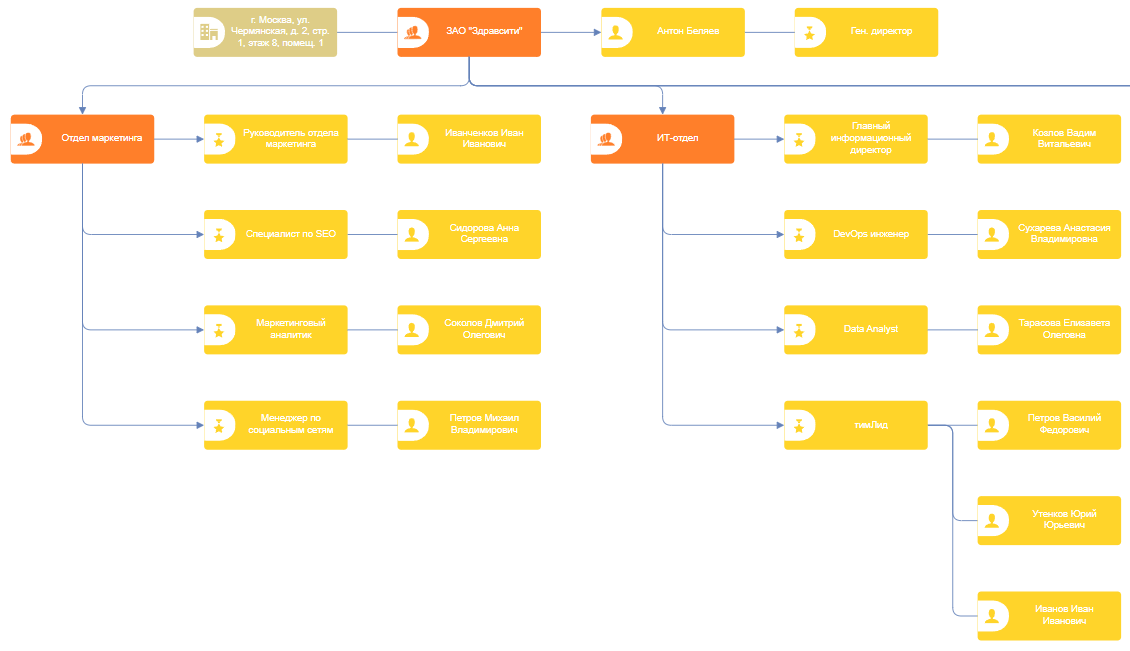 г. Москва, ул.
Чермянская, д. 2, стр.
1, этаж 8, помещ. 1
ЗАО "Здравсити"
Антон Беляев
Ген. директор
Отдел маркетинга
Руководитель отдела
маркетинга
Иванченков Иван
Иванович
ИТ-отдел
Главный
информационный
директор
Козлов Вадим
Витальевич
Специалист по SEO
Сидорова Анна
Сергеевна
DevOps инженер
Сухарева Анастасия
Владимировна
Маркетинговый
аналитик
Соколов Дмитрий
Олегович
Data Analyst
Тарасова Елизавета
Олеговна
Менеджер по
социальным сетям
Петров Михаил
Владимирович
тимЛид
Петров Василий
Федорович
Утенков Юрий
Юрьевич
Иванов Иван
Иванович